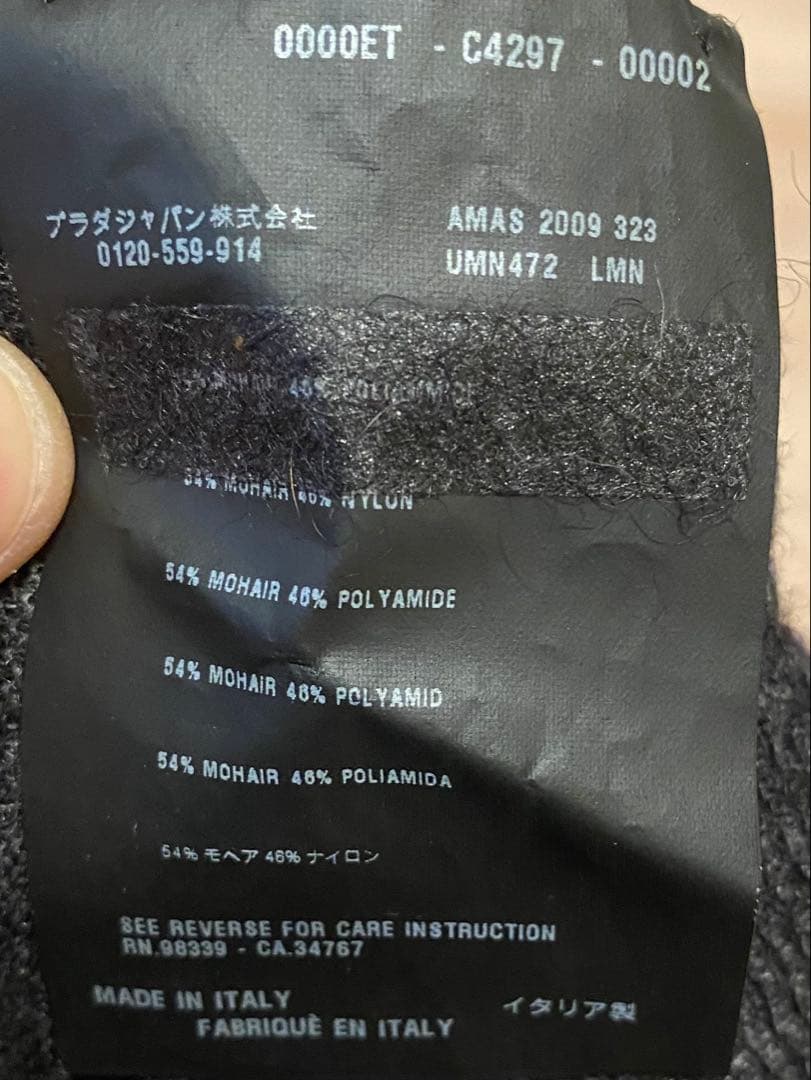 0000ET - C4297 - 00002
プラダジャパン株式会社
0120-559-914
AMAS 2009 323
UMN472 LMN
46%
54% MOHAIR 46% NYLON
54% MOHAIR 46% POLYAMIDE
54% MOHAIR 46% POLYAMID
54% MOHAIR 46% POLIAMIDA
54% モヘア 46% ナイロン
SEE REVERSE FOR CARE INSTRUCTION
RN.98339 - CA.34767
MADE IN ITALY
イタリア製
FABRIQUÈ EN ITALY